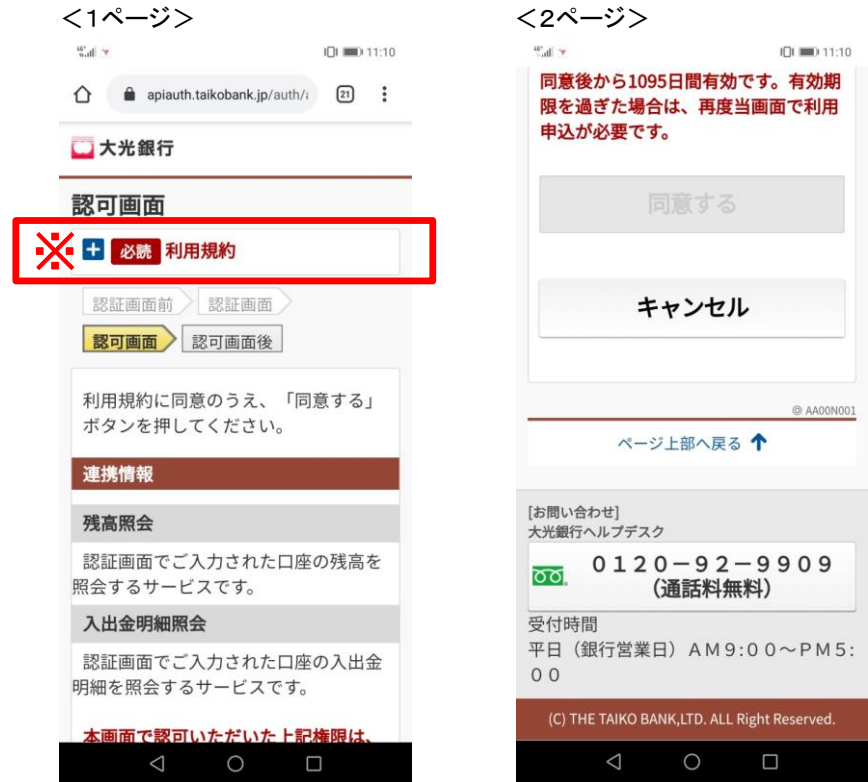 ＜１ページ＞
11:10
apiauth.taikobank.jp/auth/
21
大光銀行
認可画面
※ + 必読 利用規約
認証画面前 認証画面
認可画面 認可画面後
利用規約に同意のうえ、「同意する」
ボタンを押してください。
連携情報
残高照会
認証画面でご入力された口座の残高を
照会するサービスです。
入出金明細照会
認証画面でご入力された口座の入出金
明細を照会するサービスです。
本画面で認可いただいた上記権限は、
＜２ページ＞
11:10
同意後から1095日間有効です。有効期
限を過ぎた場合は、再度当画面で利用
申込が必要です。
同意する
キャンセル
◎ AA00N001
ページ上部へ戻る ↑
[お問い合わせ]
大光銀行ヘルプデスク
０１２０－９２－９９０９
（通話料無料）
受付時間
平日（銀行営業日）ＡＭ９:００～ＰＭ５:
００
(C) THE TAIKO BANK,LTD. ALL Right Reserved.